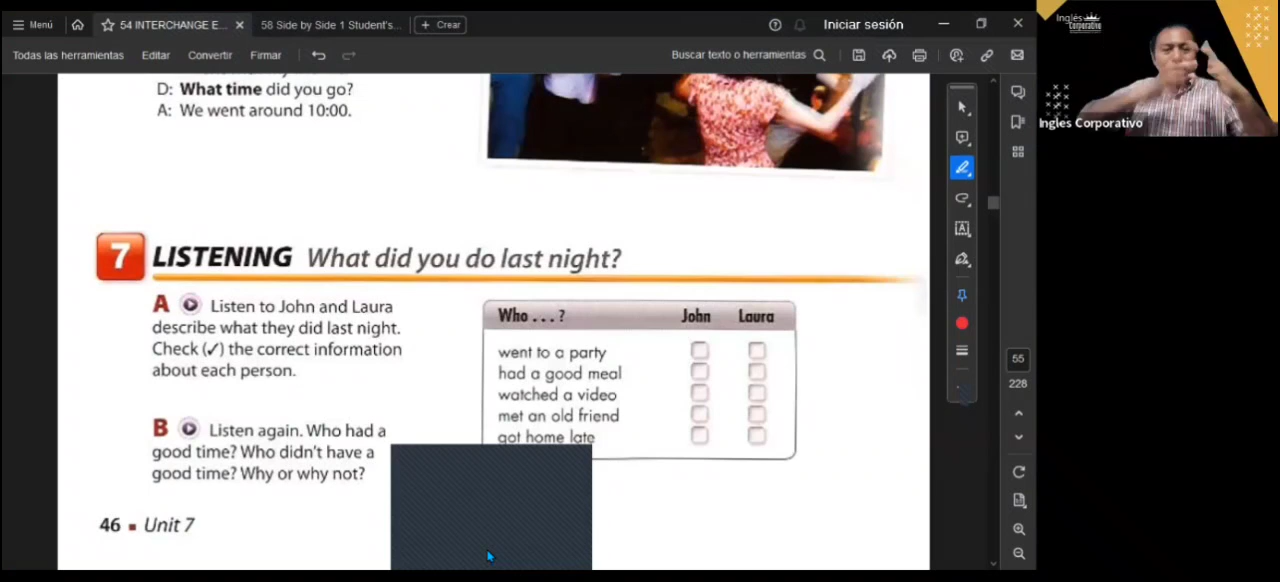 Menú
54 INTERCHANGE E...
58 Side by Side 1 Student's...
Crear
Iniciar sesión
Todas las herramientas
Editar
Convertir
Firmar
Buscar texto o herramientas
D: What time did you go?
A: We went around 10:00.
7 LISTENING What did you do last night?
A Listen to John and Laura
describe what they did last night.
Check (✓) the correct information
about each person.
B Listen again. Who had a
good time? Who didn't have a
good time? Why or why not?
Who . . . ? John Laura
went to a party
had a good meal
watched a video
met an old friend
got home late
46 ▪ Unit 7
55
228
Inglés
Corporativo
Ingles Corporativo